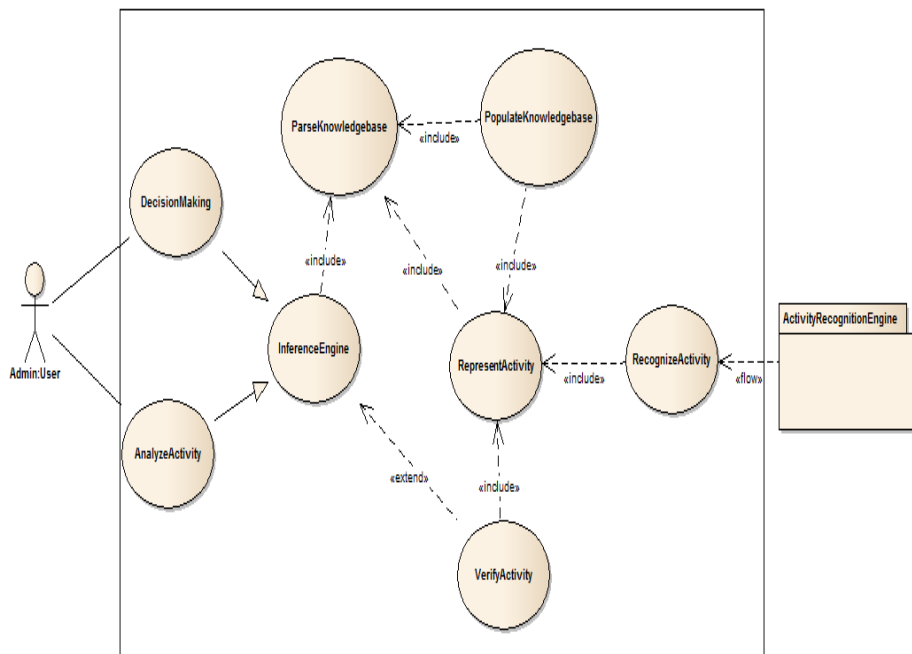 ParseKnowledgebase
PopulateKnowledgebase
«include»
DecisionMaking
«include»
«include»
«include»
ActivityRecognitionEngine
Admin:User
InferenceEngine
RepresentActivity
RecognizeActivity
«include»
«flow»
AnalyzeActivity
«extend»
«include»
VerifyActivity